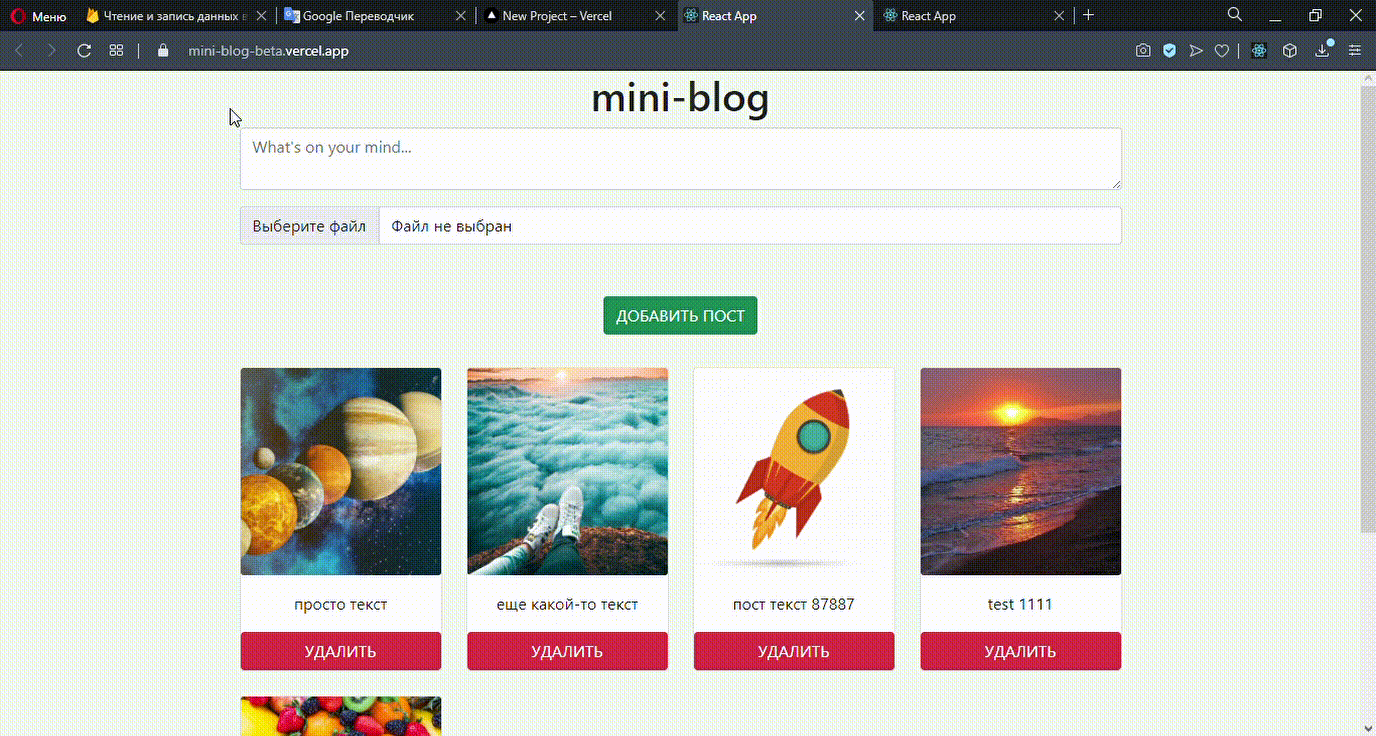 Меню
Чтение и запись данных в
Google Переводчик
New Project – Vercel
React App
React App
mini-blog-beta.vercel.app
mini-blog
What's on your mind...
Выберите файл
Файл не выбран
ДОБАВИТЬ ПОСТ
просто текст
еще какой-то текст
пост текст 87887
test 1111
УДАЛИТЬ
УДАЛИТЬ
УДАЛИТЬ
УДАЛИТЬ